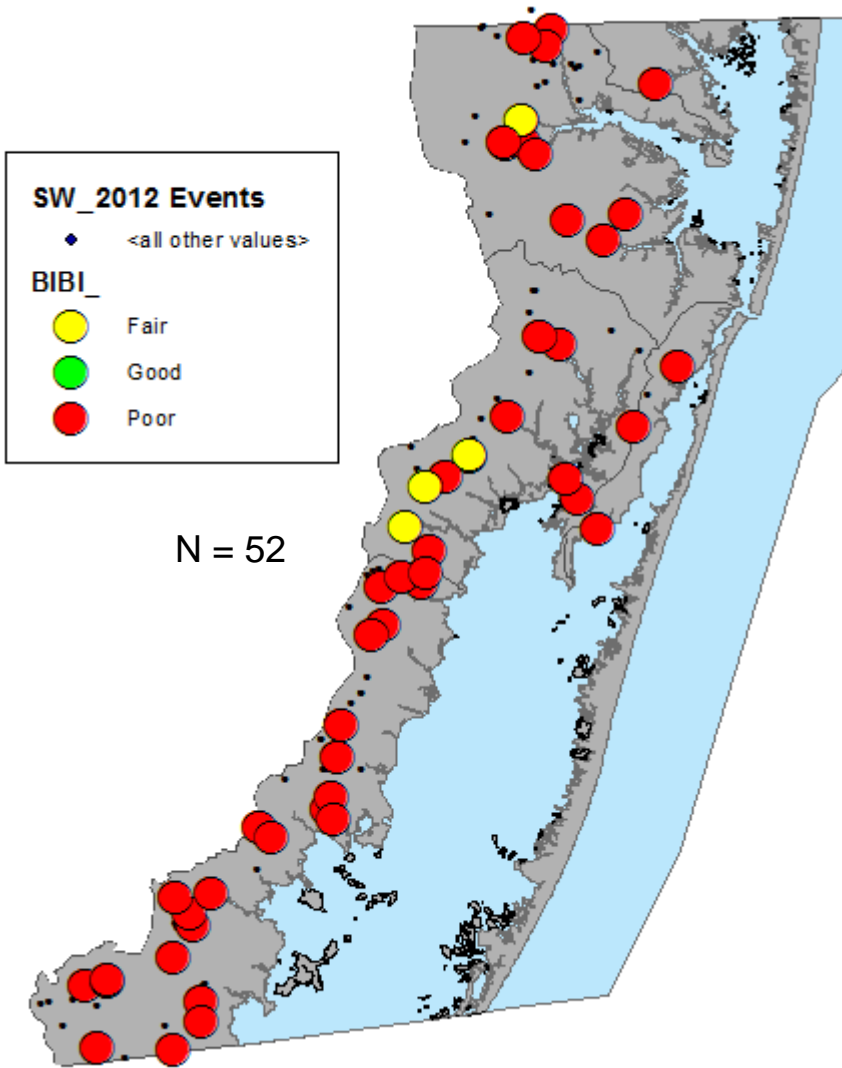 SW_2012 Events
<all other values>
BIBI_
Fair
Good
Poor
N = 52